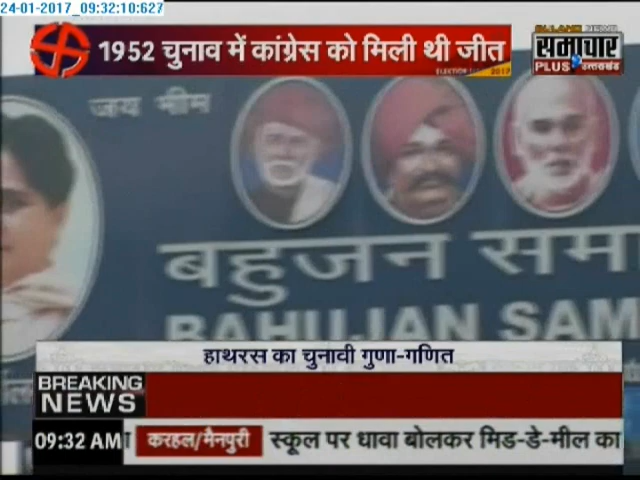 24-01-2017_09:32:10:627
1952 चुनाव में कांग्रेस को मिली थी जीत
समाचार
PLUS उत्तराखंड
2017
जय भीम
बहुजन समा
BAHUJAN SAM
हाथरस का चुनावी गुणा-गणित
BREAKING
NEWS
09:32 AM
करहल/मैनपुरी स्कूल पर धावा बोलकर मिड-डे-मील का